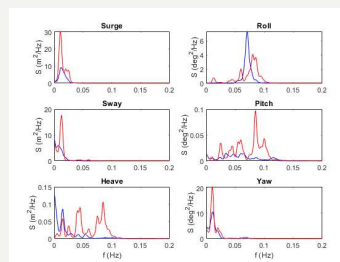 Surge
Roll
S (m²/Hz)
30
20
10
0
0 0.05 0.1 0.15 0.2
S (deg²/Hz)
6
4
2
0
0 0.05 0.1 0.15 0.2
Sway
Pitch
S (m²/Hz)
20
10
0
0 0.05 0.1 0.15 0.2
S (deg²/Hz)
0.1
0.05
0
0 0.05 0.1 0.15 0.2
Heave
Yaw
S (m²/Hz)
0.15
0.1
0.05
0
0 0.05 0.1 0.15 0.2
f (Hz)
S (deg²/Hz)
20
10
0
0 0.05 0.1 0.15 0.2
f (Hz)